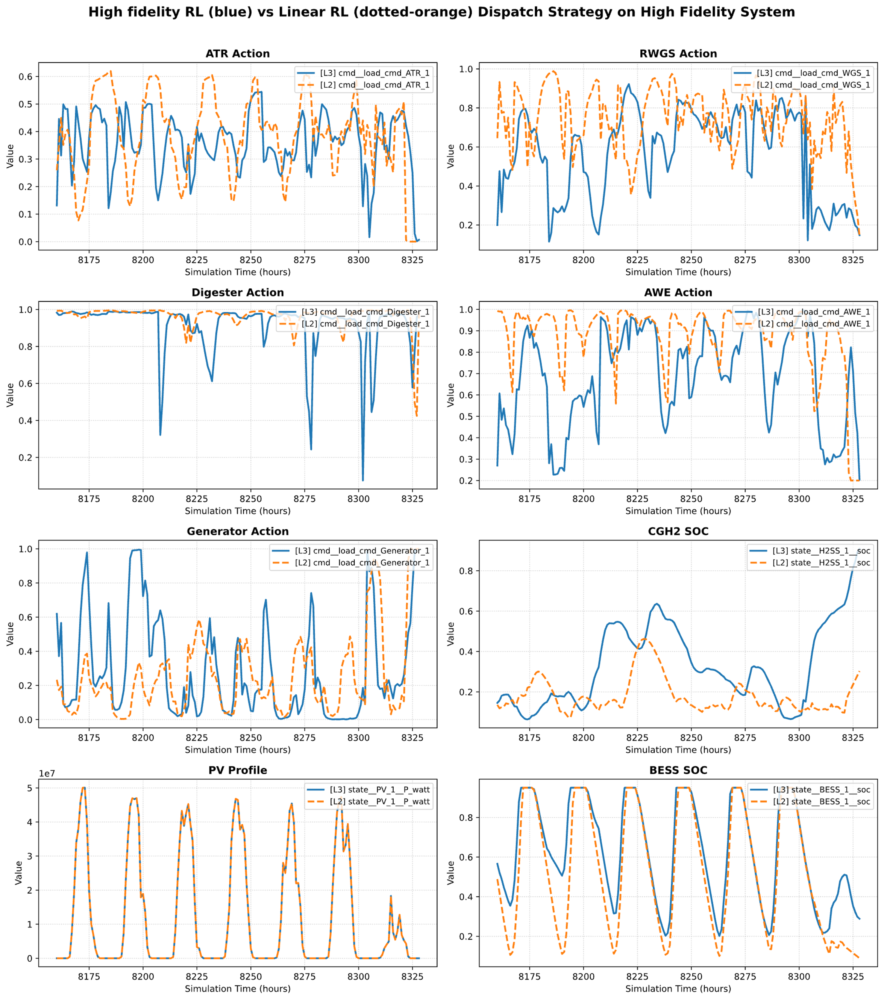 High fidelity RL (blue) vs Linear RL (dotted-orange) Dispatch Strategy on High Fidelity System
ATR Action
[L3] cmd__load_cmd_ATR_1
[L2] cmd__load_cmd_ATR_1
Value
0.6
0.5
0.4
0.3
0.2
0.1
0.0
8175 8200 8225 8250 8275 8300 8325
Simulation Time (hours)
RWGS Action
[L3] cmd__load_cmd_WGS_1
[L2] cmd__load_cmd_WGS_1
Value
1.0
0.8
0.6
0.4
0.2
8175 8200 8225 8250 8275 8300 8325
Simulation Time (hours)
Digester Action
[L3] cmd__load_cmd_Digester_1
[L2] cmd__load_cmd_Digester_1
Value
1.0
0.8
0.6
0.4
0.2
8175 8200 8225 8250 8275 8300 8325
Simulation Time (hours)
AWE Action
[L3] cmd__load_cmd_AWE_1
[L2] cmd__load_cmd_AWE_1
Value
1.0
0.9
0.8
0.7
0.6
0.5
0.4
0.3
0.2
8175 8200 8225 8250 8275 8300 8325
Simulation Time (hours)
Generator Action
[L3] cmd__load_cmd_Generator_1
[L2] cmd__load_cmd_Generator_1
Value
1.0
0.8
0.6
0.4
0.2
0.0
8175 8200 8225 8250 8275 8300 8325
Simulation Time (hours)
CGH2 SOC
[L3] state__H2SS_1__soc
[L2] state__H2SS_1__soc
Value
0.8
0.6
0.4
0.2
8175 8200 8225 8250 8275 8300 8325
Simulation Time (hours)
PV Profile
1e7
[L3] state__PV_1__P_watt
[L2] state__PV_1__P_watt
Value
5
4
3
2
1
0
8175 8200 8225 8250 8275 8300 8325
Simulation Time (hours)
BESS SOC
[L3] state__BESS_1__soc
[L2] state__BESS_1__soc
Value
0.8
0.6
0.4
0.2
8175 8200 8225 8250 8275 8300 8325
Simulation Time (hours)